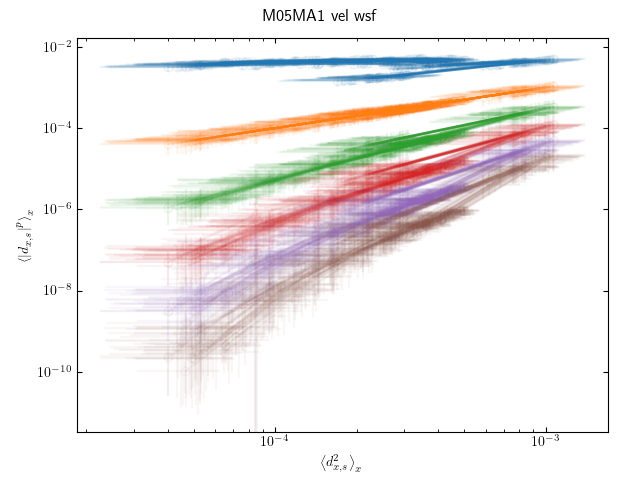 M05MA1 vel wsf
10⁻²
10⁻⁴
10⁻⁶
10⁻⁸
10⁻¹⁰
⟨|d_{x,s}|^p⟩_x
10⁻⁴ 10⁻³
⟨d²_{x,s}⟩_x